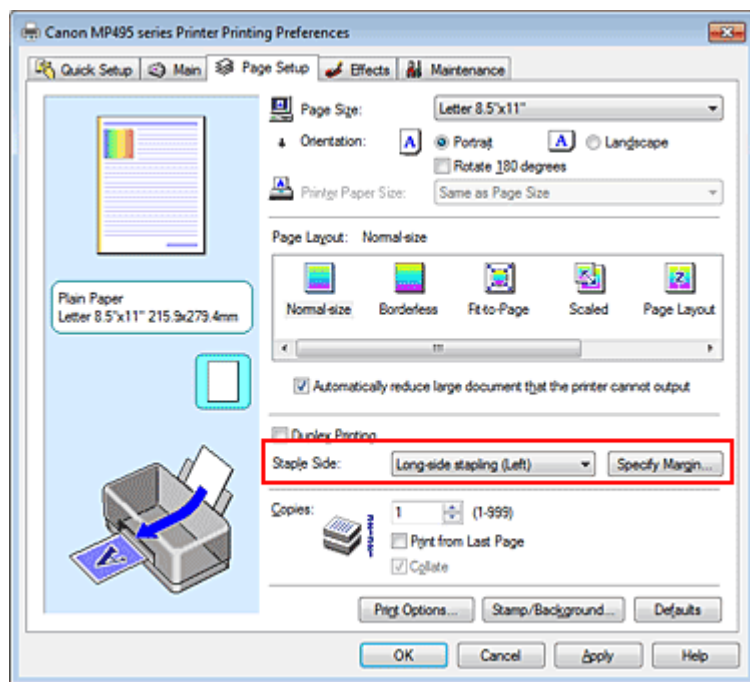 Canon MP495 series Printer Printing Preferences
Quick Setup Main Page Setup Effects Maintenance
Page Size: Letter 8.5"x11"
Orientation: A Portrait A Landscape
Rotate 180 degrees
Printer Paper Size: Same as Page Size
Page Layout: Normal-size
Normal-size Borderless Fit-to-Page Scaled Page Layout
Plain Paper
Letter 8.5"x11" 215.9x279.4mm
Automatically reduce large document that the printer cannot output
Duplex Printing
Staple Side: Long-side stapling (Left) Specify Margin...
Copies: 1 (1-999)
Print from Last Page
Collate
Print Options... Stamp/Background... Defaults
OK Cancel Apply Help